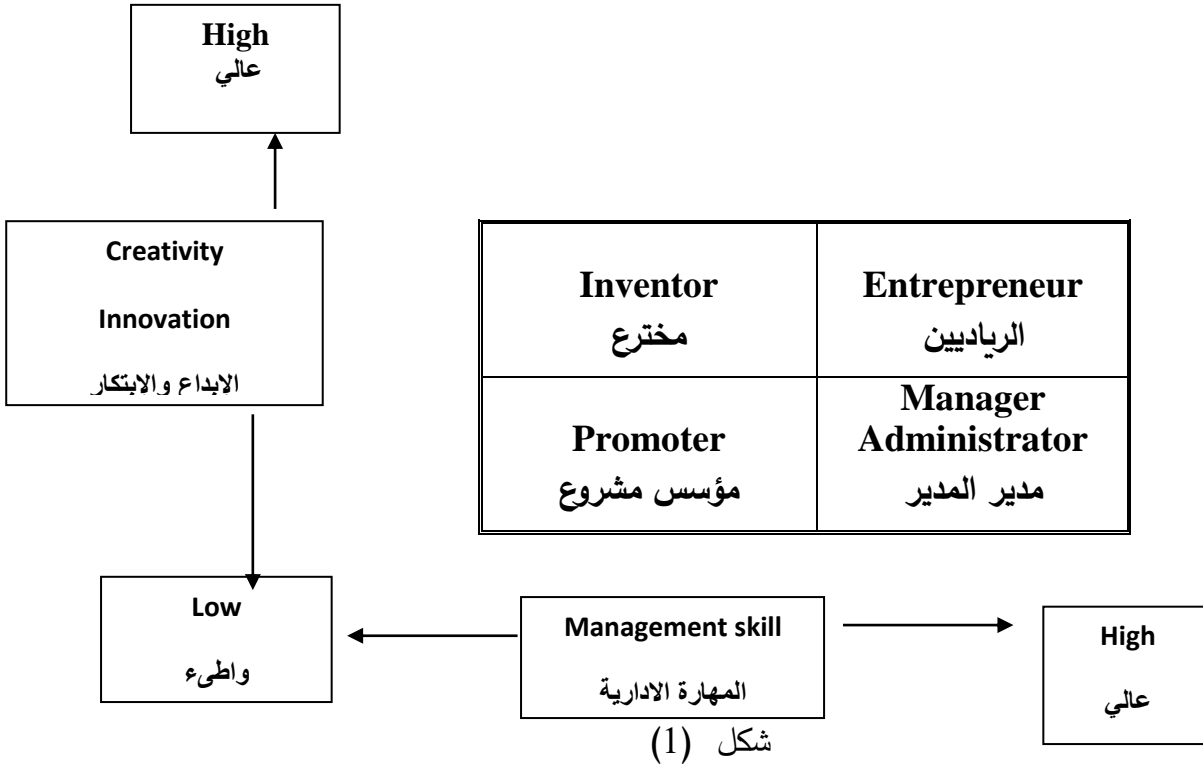 High
عالي
Creativity
Innovation
الإبداع والابتكار
Inventor
مخترع
Entrepreneur
الرياديين
Promoter
مؤسس مشروع
Manager
Administrator
مدير المدير
Low
واطىء
Management skill
المهارة الادارية
High
عالي
شكل (1)